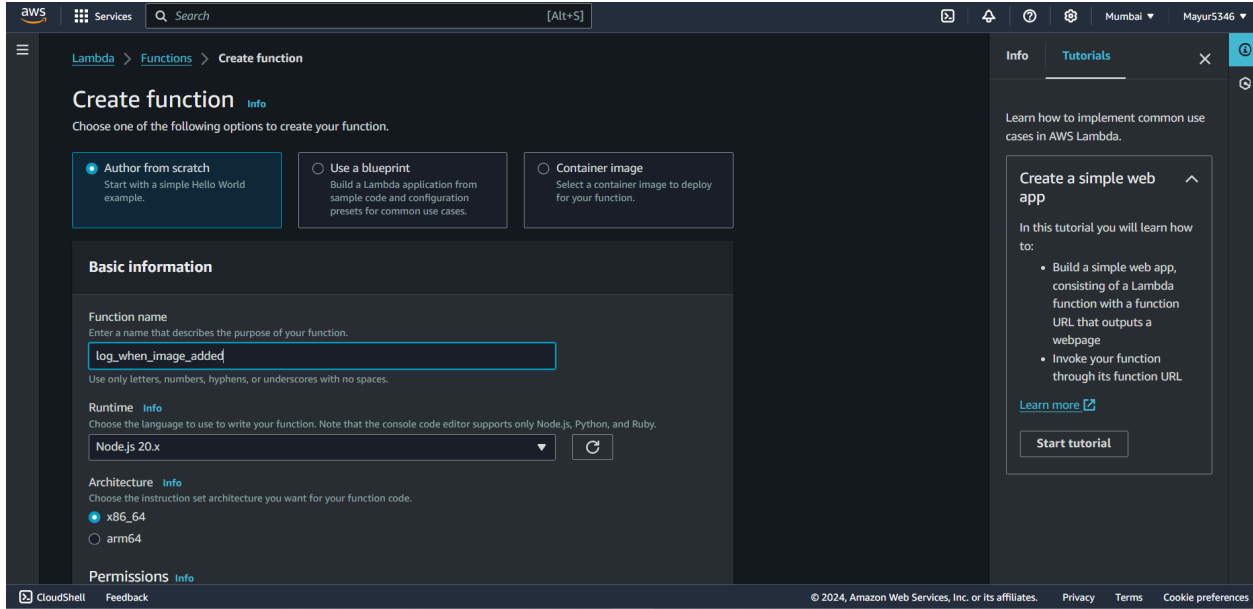 aws
Services
Search
[Alt+S]
Mumbai
Mayur5346
Lambda > Functions > Create function
Create function Info
Choose one of the following options to create your function.
Author from scratch
Start with a simple Hello World
example.
Use a blueprint
Build a Lambda application from
sample code and configuration
presets for common use cases.
Container image
Select a container image to deploy
for your function.
Basic information
Function name
Enter a name that describes the purpose of your function.
log_when_image_added
Use only letters, numbers, hyphens, or underscores with no spaces.
Runtime Info
Choose the language to use to write your function. Note that the console code editor supports only Node.js, Python, and Ruby.
Node.js 20.x
Architecture Info
Choose the instruction set architecture you want for your function code.
x86_64
arm64
Permissions Info
Info
Tutorials
Learn how to implement common use
cases in AWS Lambda.
Create a simple web
app
In this tutorial you will learn how
to:
• Build a simple web app,
consisting of a Lambda
function with a function
URL that outputs a
webpage
• Invoke your function
through its function URL
Learn more
Start tutorial
CloudShell
Feedback
© 2024, Amazon Web Services, Inc. or its affiliates.
Privacy
Terms
Cookie preferences